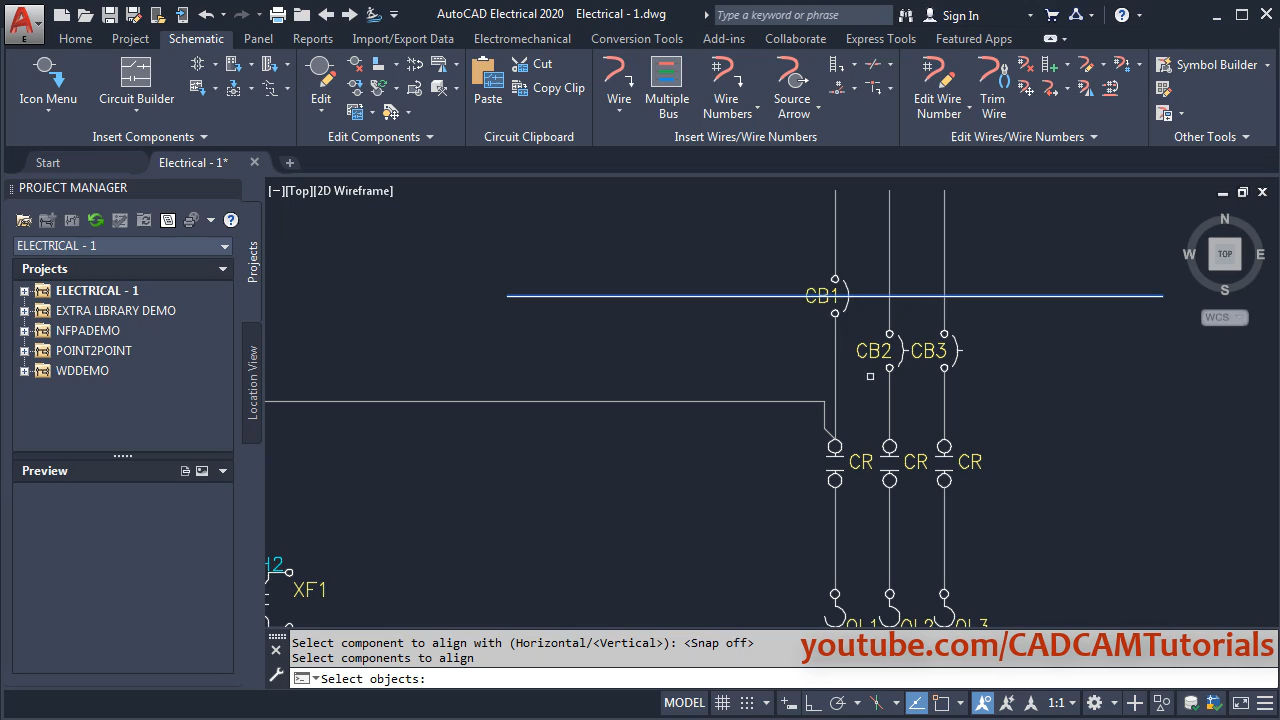 AutoCAD Electrical 2020 Electrical - 1.dwg
Type a keyword or phrase
Sign In
Home Project Schematic Panel Reports Import/Export Data Electromechanical Conversion Tools Add-ins Collaborate Express Tools Featured Apps
Icon Menu
Circuit Builder
Insert Components
Edit
Edit Components
Paste
Cut
Copy Clip
Circuit Clipboard
Wire
Multiple
Bus
Wire
Numbers
Source
Arrow
Insert Wires/Wire Numbers
Edit Wire
Number
Trim
Wire
Edit Wires/Wire Numbers
Symbol Builder
Other Tools
Start
Electrical - 1*
PROJECT MANAGER
ELECTRICAL - 1
Projects
ELECTRICAL - 1
EXTRA LIBRARY DEMO
NFPADEMO
POINT2POINT
WDDEMO
Preview
Projects
Location View
[−][Top][2D Wireframe]
N
W TOP E
S
WCS
CB1
CB2 CB3
CR CR CR
H2
XF1
OL1 OL2 OL3
Select component to align with (Horizontal/<Vertical>): <Snap off>
Select components to align
Select objects:
youtube.com/CADCAMTutorials
MODEL
1:1